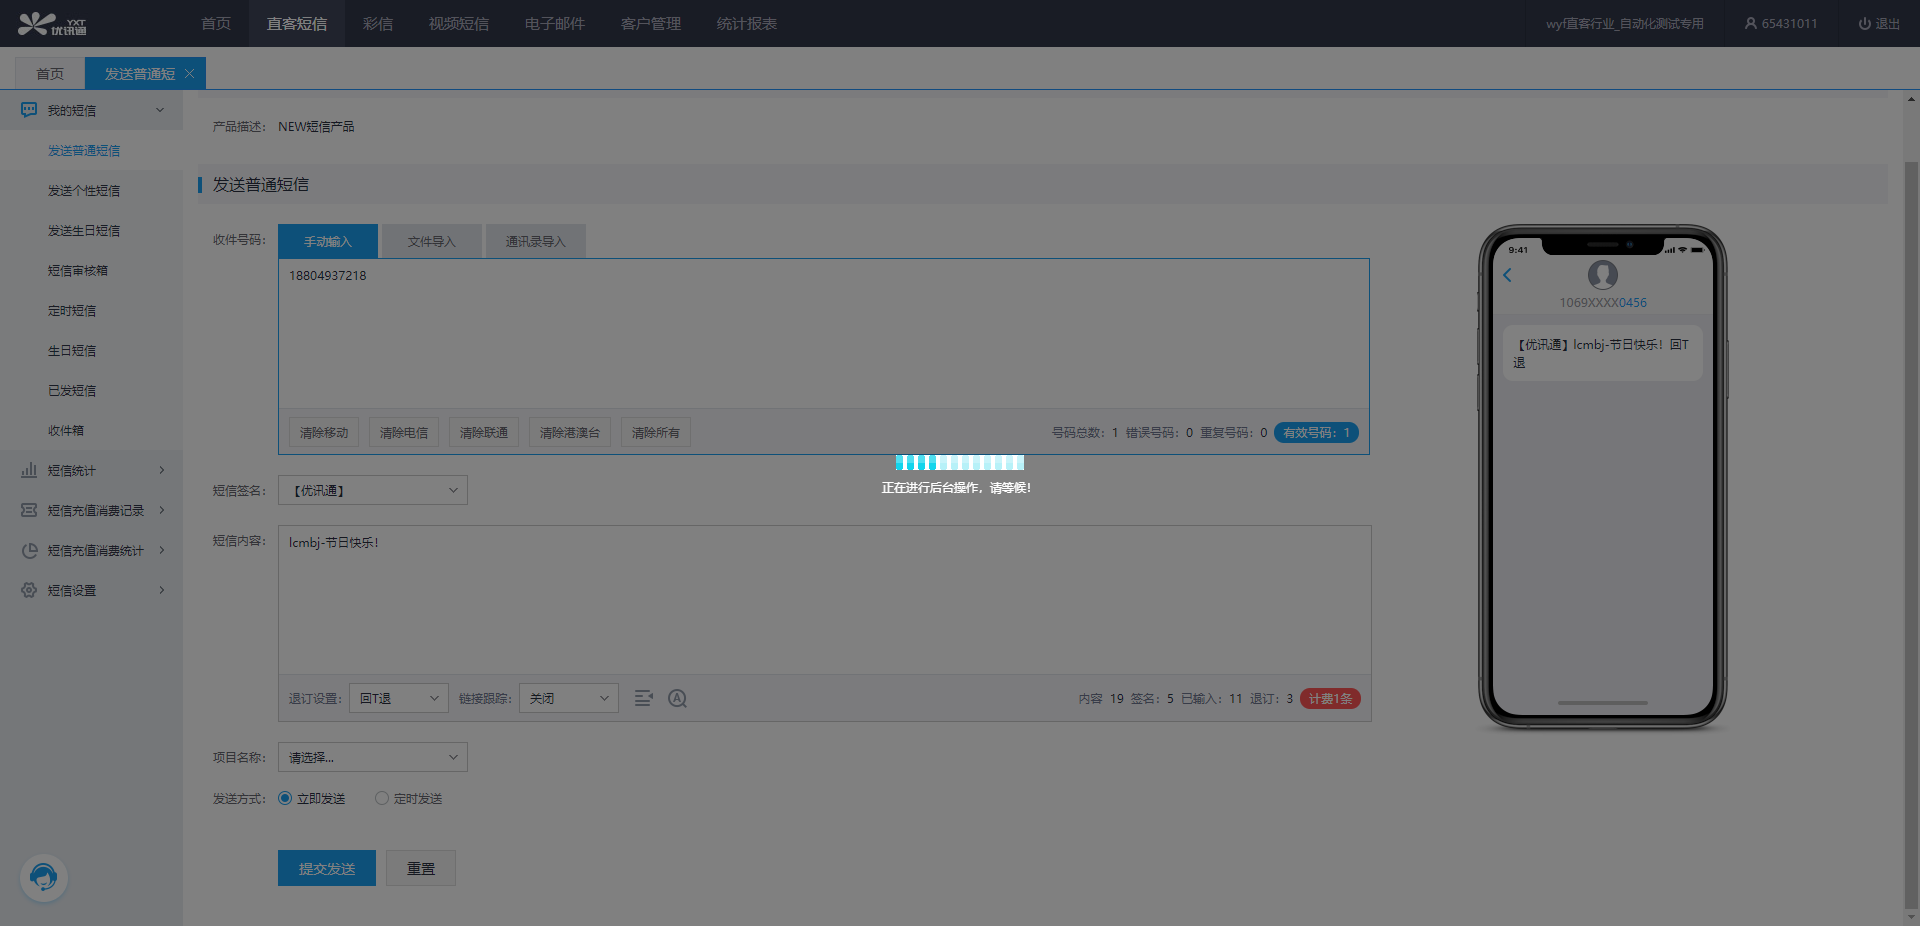 YXT
优讯通
首页
直客短信
彩信
视频短信
电子邮件
客户管理
统计报表
wyf直客行业_自动化测试专用
65431011
退出
首页
发送普通短
我的短信
发送普通短信
发送个性短信
发送生日短信
短信审核箱
定时短信
生日短信
已发短信
收件箱
短信统计
短信充值消费记录
短信充值消费统计
短信设置
产品描述： NEW短信产品
发送普通短信
收件号码： 手动输入 文件导入 通讯录导入
18804937218
清除移动 清除电信 清除联通 清除港澳台 清除所有 号码总数：1 错误号码：0 重复号码：0 有效号码：1
正在进行后台操作，请等候！
短信签名： 【优讯通】
短信内容： lcmbj-节日快乐！
退订设置： 回T退 链接跟踪： 关闭 A 内容 19 签名：5 已输入：11 退订：3 计费1条
项目名称： 请选择...
发送方式： 立即发送 定时发送
提交发送 重置
9:41
1069XXXX0456
【优讯通】lcmbj-节日快乐！回T
退